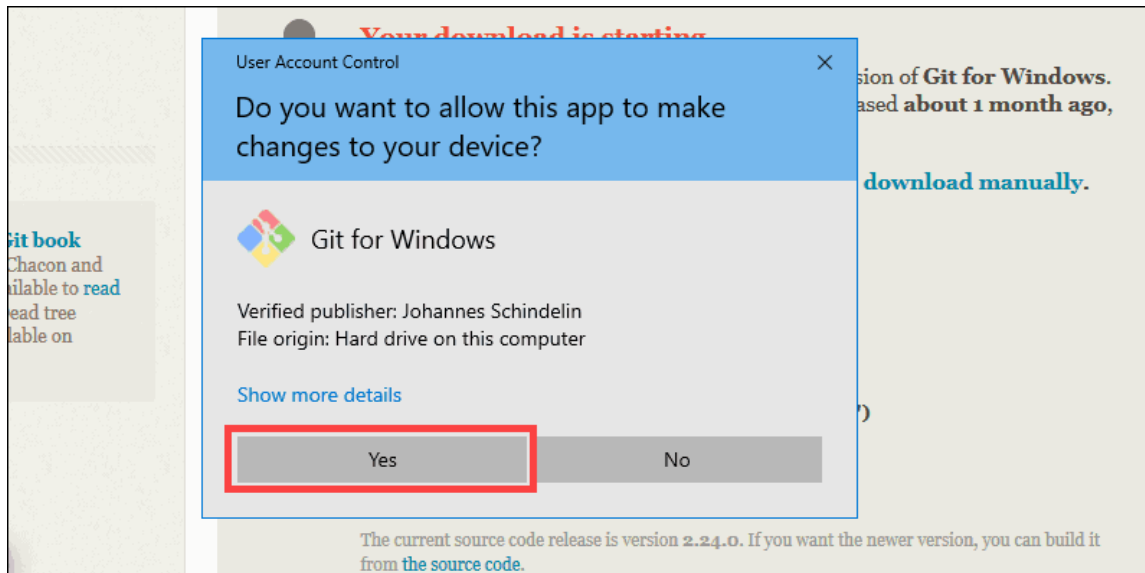 Your download is starting
User Account Control
Do you want to allow this app to make
changes to your device?
sion of Git for Windows.
ased about 1 month ago,
download manually.
Git book
Chacon and
ailable to read
ead tree
lable on
Git for Windows
Verified publisher: Johannes Schindelin
File origin: Hard drive on this computer
Show more details
')
Yes
No
The current source code release is version 2.24.0. If you want the newer version, you can build it
from the source code.